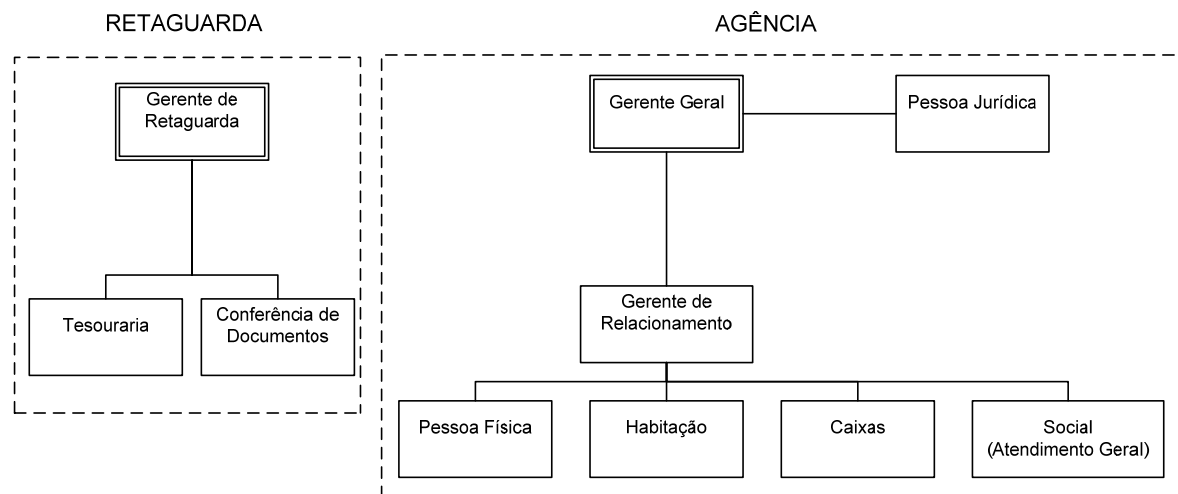 RETAGUARDA
Gerente de
Retaguarda
Tesouraria
Conferência de
Documentos
AGÊNCIA
Gerente Geral
Pessoa Jurídica
Gerente de
Relacionamento
Pessoa Física
Habitação
Caixas
Social
(Atendimento Geral)